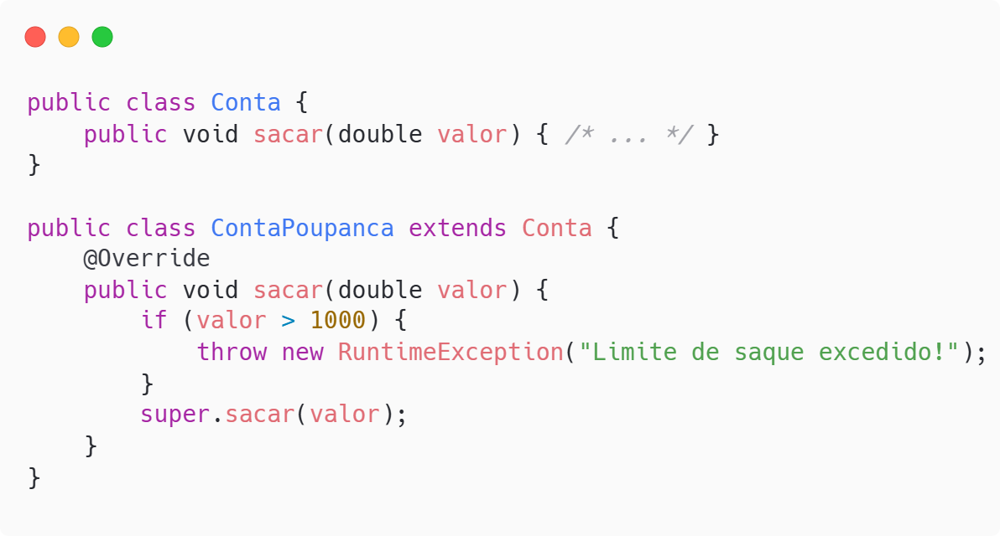 public class Conta {
    public void sacar(double valor) { /* ... */ }
}

public class ContaPoupanca extends Conta {
    @Override
    public void sacar(double valor) {
        if (valor > 1000) {
            throw new RuntimeException("Limite de saque excedido!");
        }
        super.sacar(valor);
    }
}